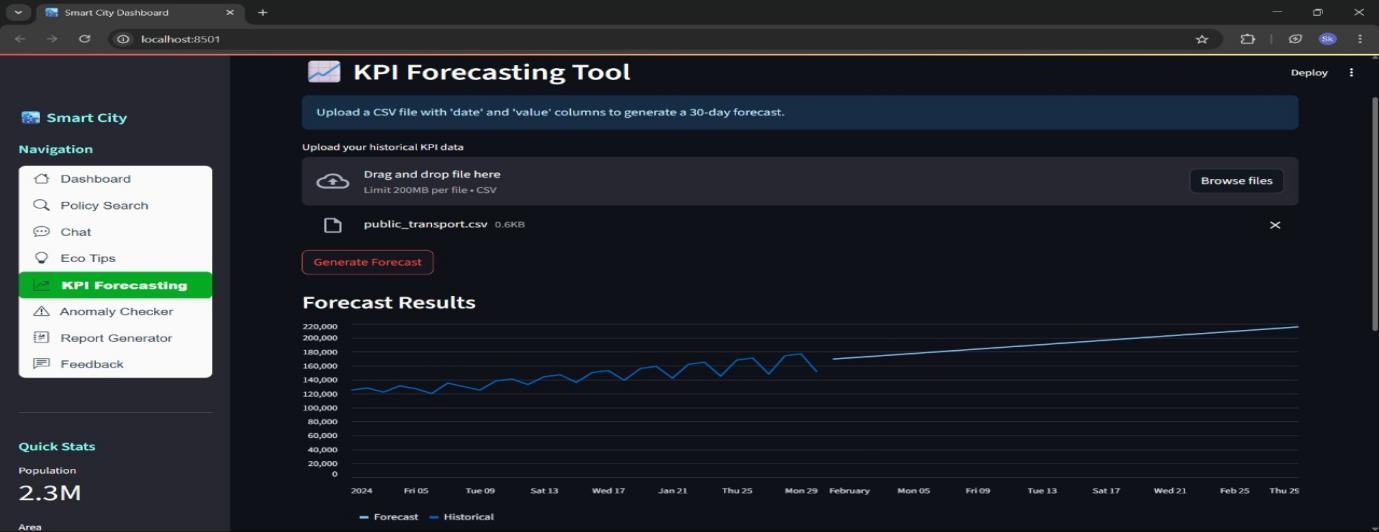 Smart City Dashboard
localhost:8501
Sk
KPI Forecasting Tool
Deploy
Upload a CSV file with 'date' and 'value' columns to generate a 30-day forecast.
Smart City
Navigation
Dashboard
Policy Search
Chat
Eco Tips
KPI Forecasting
Anomaly Checker
Report Generator
Feedback
Quick Stats
Population
2.3M
Area
Upload your historical KPI data
Drag and drop file here
Limit 200MB per file • CSV
Browse files
public_transport.csv 0.6KB
Generate Forecast
Forecast Results
220,000
200,000
180,000
160,000
140,000
120,000
100,000
80,000
60,000
40,000
20,000
0
2024 Fri 05 Tue 09 Sat 13 Wed 17 Jan 21 Thu 25 Mon 29 February Mon 05 Fri 09 Tue 13 Sat 17 Wed 21 Feb 25 Thu 29
Forecast Historical